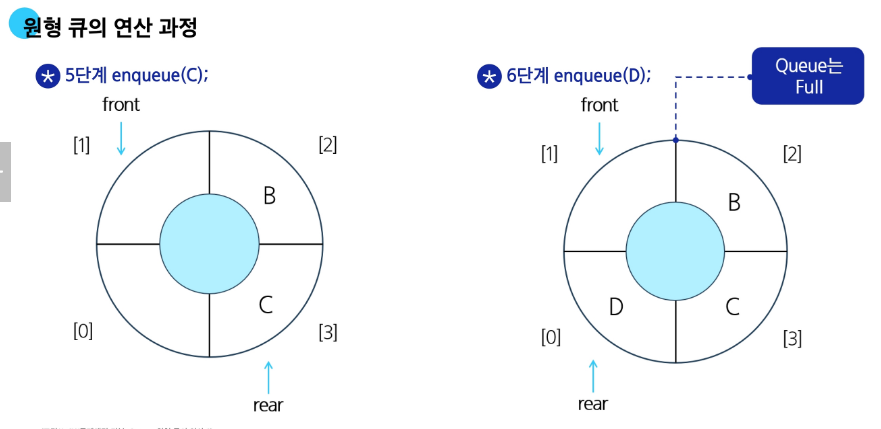 원형 큐의 연산 과정
* 5단계 enqueue(C);
front
[1]
[2]
B
C
[0]
[3]
rear
* 6단계 enqueue(D);
Queue는
Full
front
[1]
[2]
B
D
C
[0]
[3]
rear